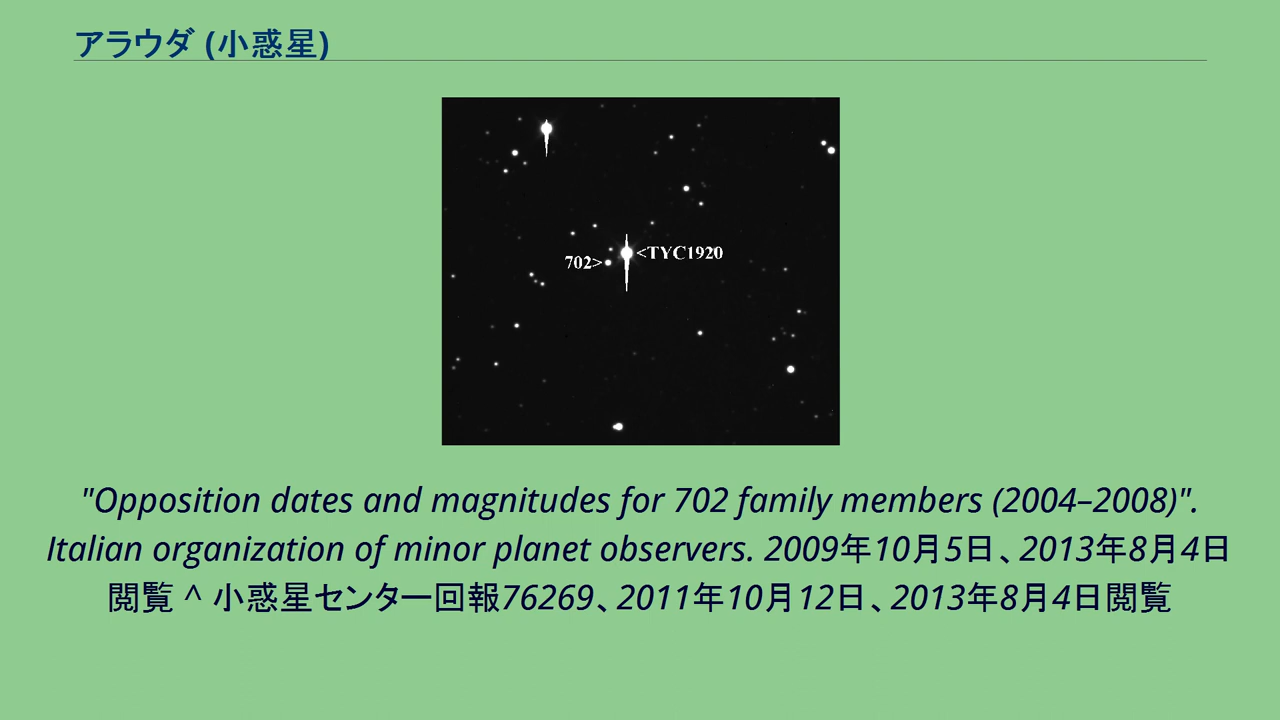 アラウダ (小惑星)
702>
<TYC1920
"Opposition dates and magnitudes for 702 family members (2004–2008)".
Italian organization of minor planet observers. 2009年10月5日、2013年8月4日
閲覧 ^ 小惑星センター回報76269、2011年10月12日、2013年8月4日閲覧